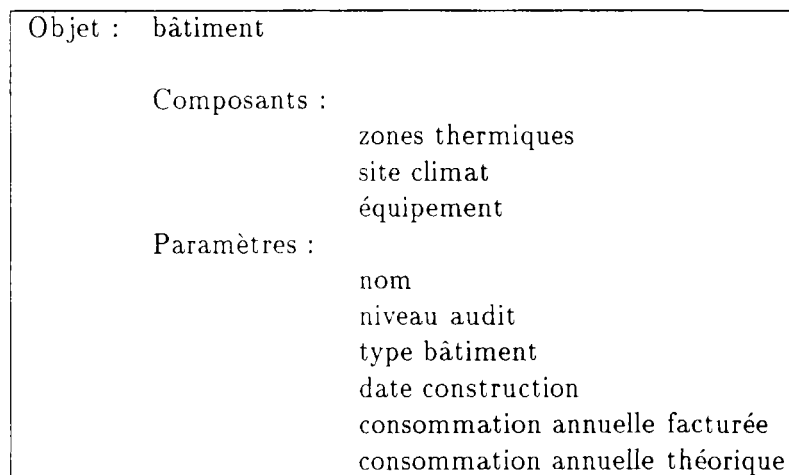 Objet : bâtiment
Composants :
zones thermiques
site climat
équipement
Paramètres :
nom
niveau audit
type bâtiment
date construction
consommation annuelle facturée
consommation annuelle théorique